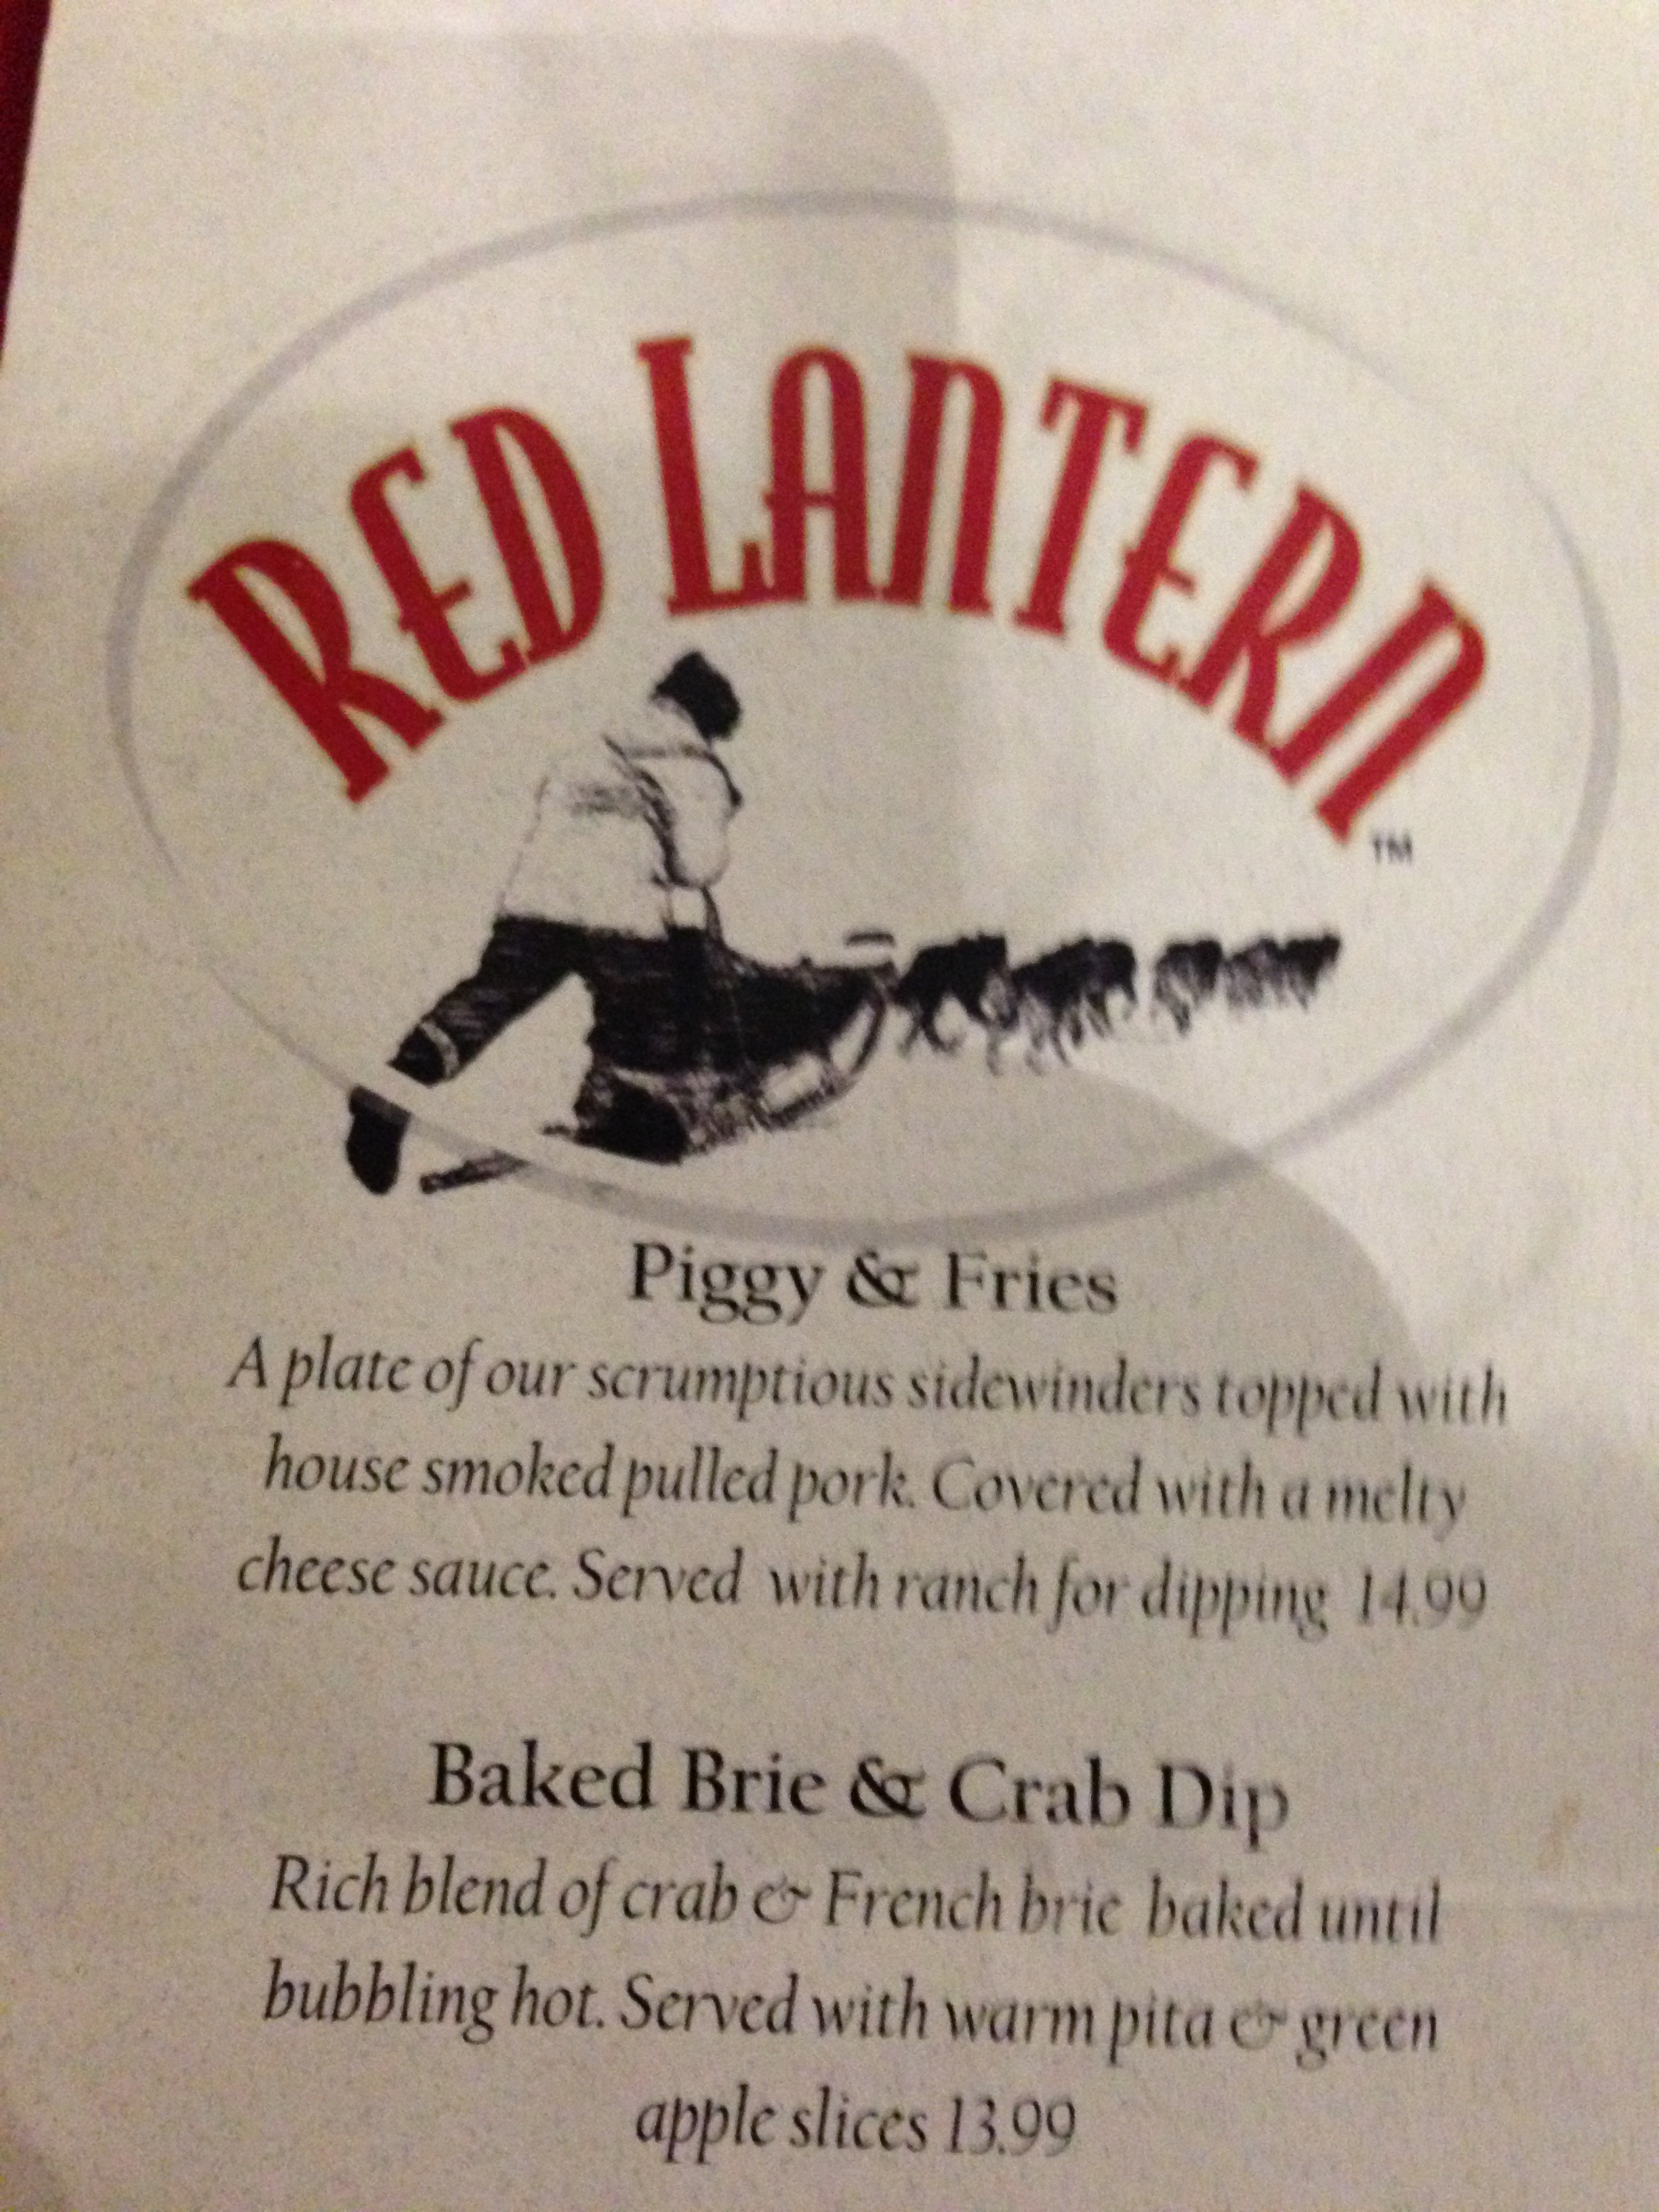 RED LANTERN
TM
Piggy & Fries
A plate of our scrumptious sidewinders topped with
house smoked pulled pork. Covered with a melty
cheese sauce. Served with ranch for dipping 14.99
Baked Brie & Crab Dip
Rich blend of crab & French brie baked until
bubbling hot. Served with warm pita & green
apple slices 13.99